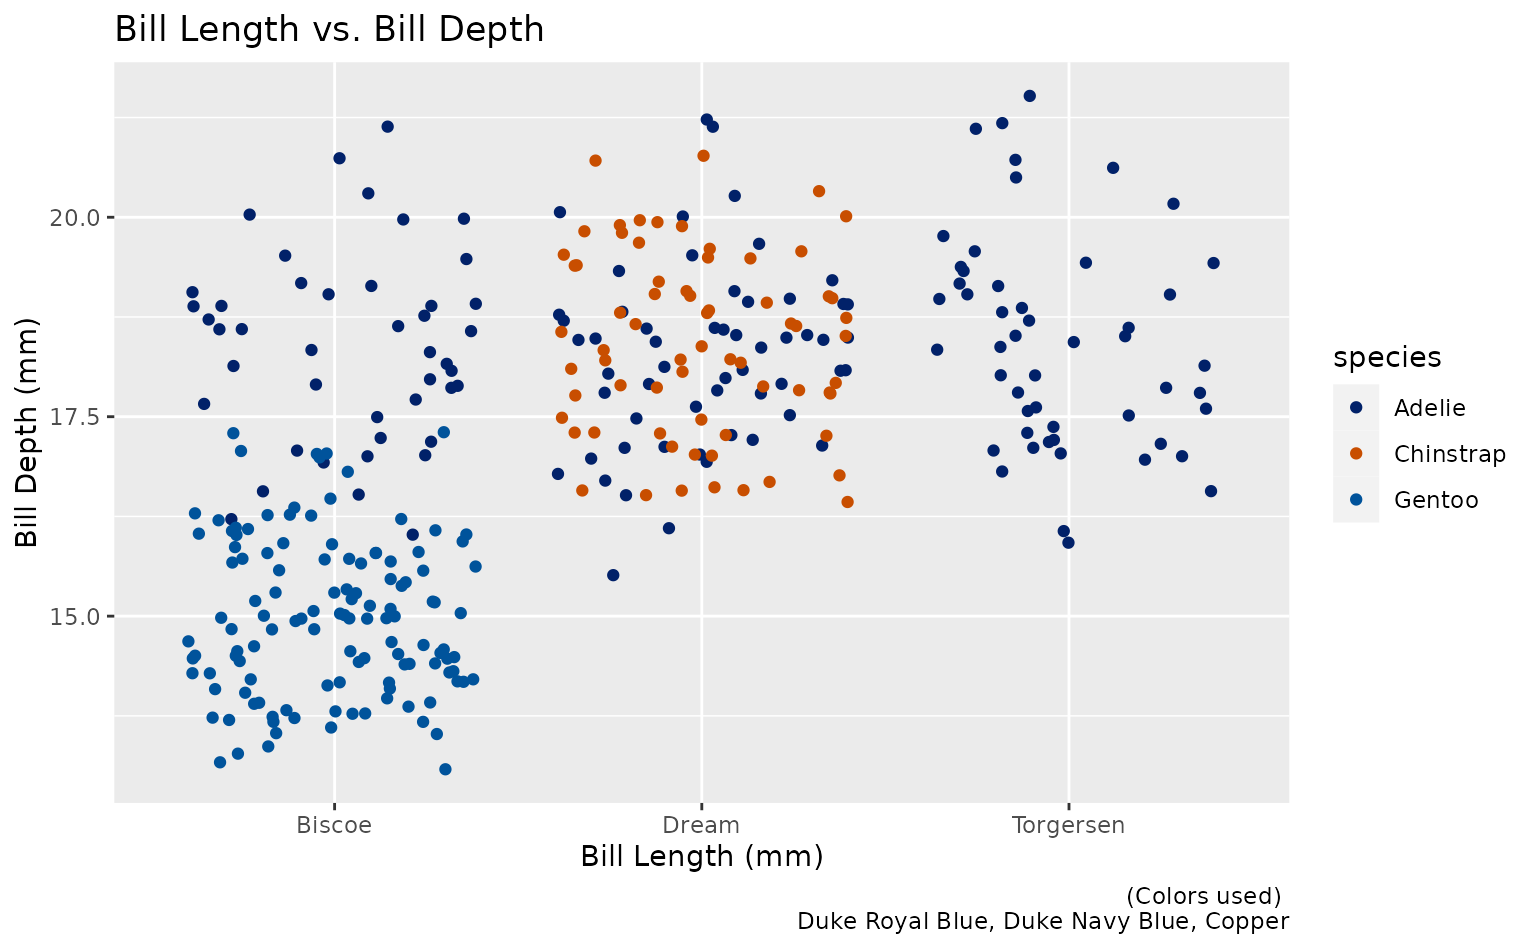 Bill Length vs. Bill Depth
Bill Depth (mm)
20.0
17.5
15.0
Biscoe
Dream
Torgersen
Bill Length (mm)
species
Adelie
Chinstrap
Gentoo
(Colors used)
Duke Royal Blue, Duke Navy Blue, Copper